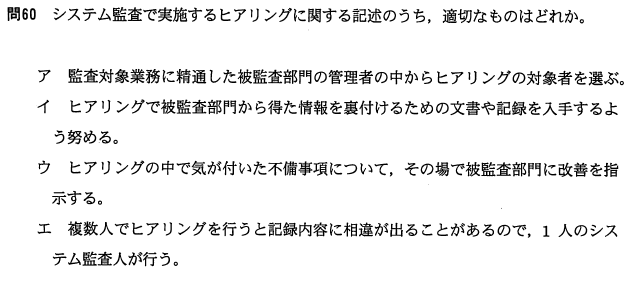 問60 システム監査で実施するヒアリングに関する記述のうち，適切なものはどれか。
ア 監査対象業務に精通した被監査部門の管理者の中からヒアリングの対象者を選ぶ。
イ ヒアリングで被監査部門から得た情報を裏付けるための文書や記録を入手するよ
う努める。
ウ ヒアリングの中で気が付いた不備事項について，その場で被監査部門に改善を指
示する。
エ 複数人でヒアリングを行うと記録内容に相違が出ることがあるので，1 人のシス
テム監査人が行う。